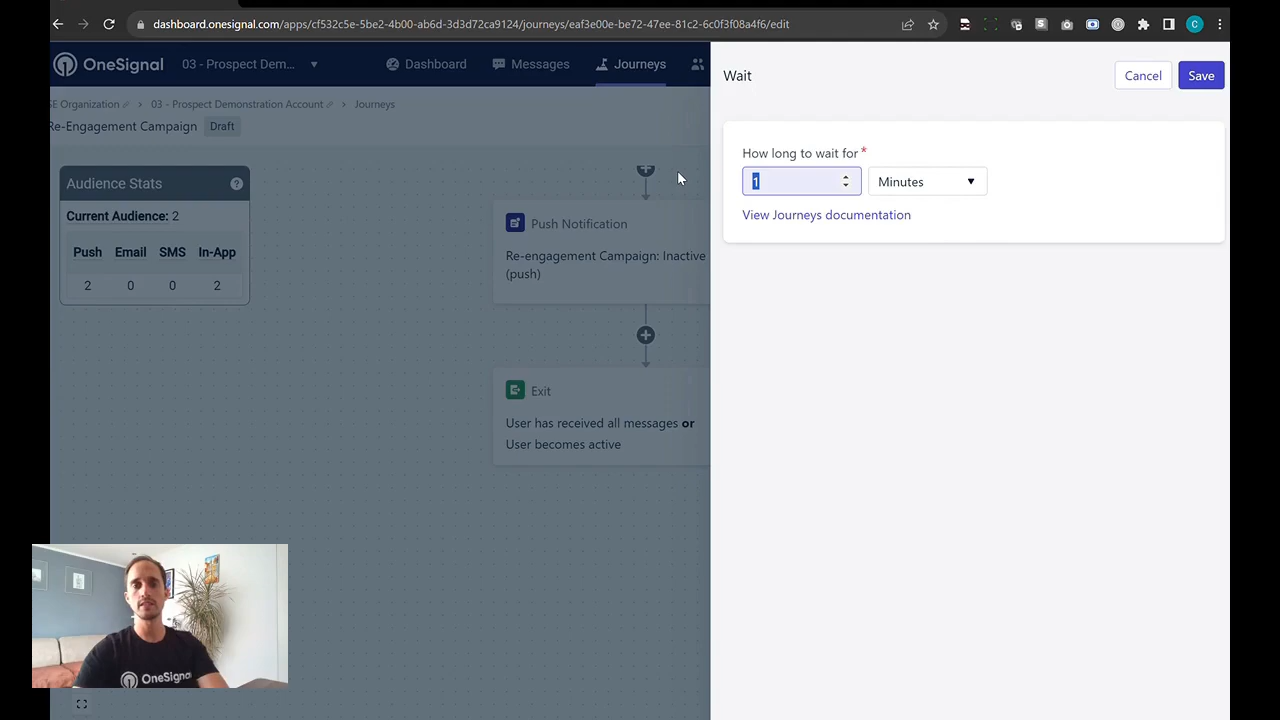 dashboard.onesignal.com/apps/cf532c5e-5be2-4b00-ab6d-3d3d72ca9124/journeys/eaf3e00e-be72-47ee-81c2-6c0f3f08a4f6/edit
OneSignal
03 - Prospect Dem...
Dashboard
Messages
Journeys
Wait
Cancel
Save
SE Organization
03 - Prospect Demonstration Account
Journeys
Re-Engagement Campaign
Draft
How long to wait for *
1
Minutes
View Journeys documentation
Audience Stats
?
Current Audience: 2
Push Email SMS In-App
2 0 0 2
Push Notification
Re-engagement Campaign: Inactive
(push)
Exit
User has received all messages or
User becomes active
OneSignal